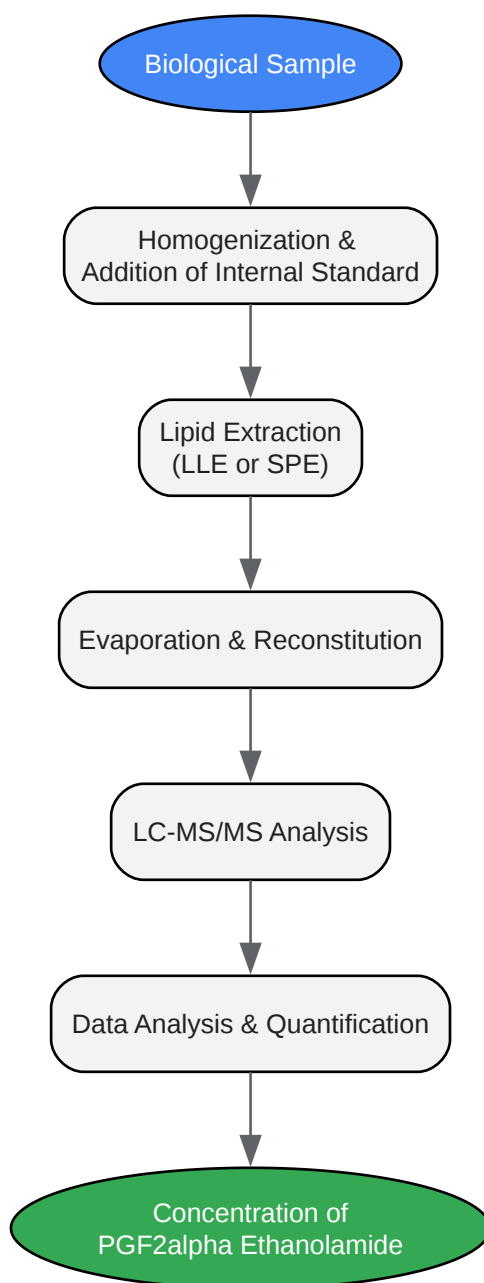 Biological Sample
Homogenization &
Addition of Internal Standard
Lipid Extraction
(LLE or SPE)
Evaporation & Reconstitution
LC-MS/MS Analysis
Data Analysis & Quantification
Concentration of
PGF2alpha Ethanolamide